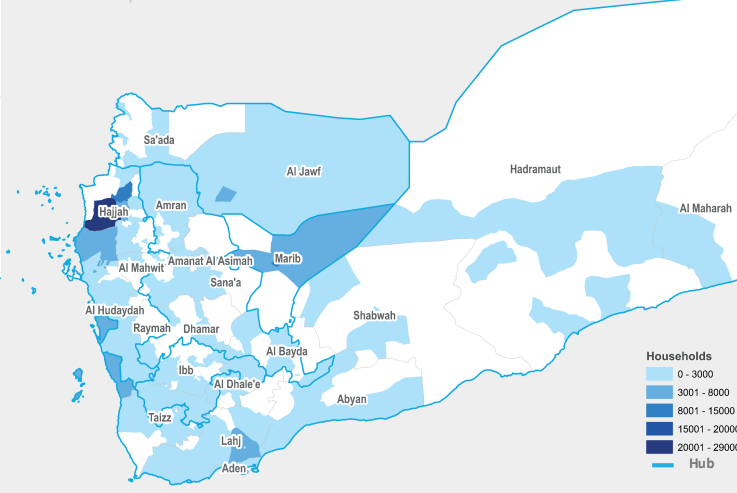 Sa'ada
Al Jawf
Hadramaut
Al Maharah
Amran
Hajjah
Amanat Al Asimah
Marib
Al Mahwit
Sana'a
Al Hudaydah
Raymah
Dhamar
Shabwah
Al Bayda
Ibb
Al Dhale'e
Abyan
Taizz
Lahj
Aden
Households
0 - 3000
3001 - 8000
8001 - 15000
15001 - 20000
20001 - 29000
Hub